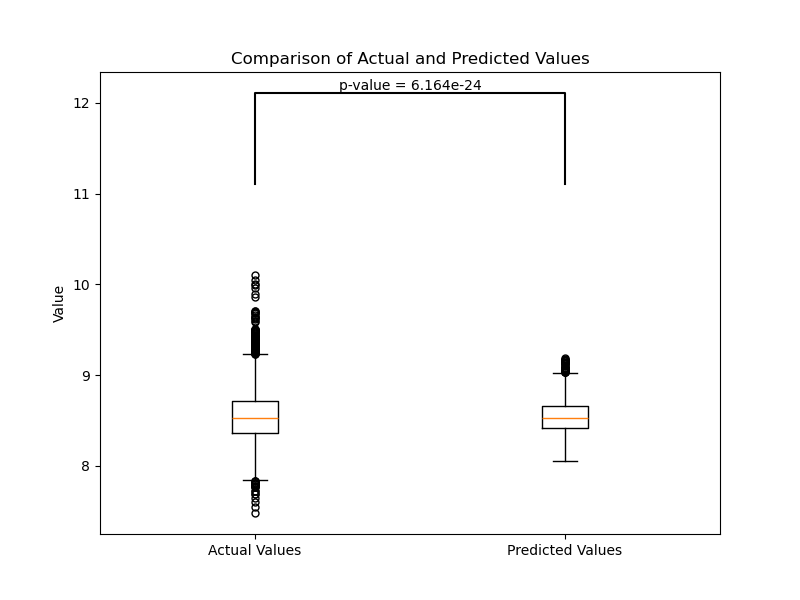 Comparison of Actual and Predicted Values
p-value = 6.164e-24
12
11
10
9
8
Value
Actual Values
Predicted Values